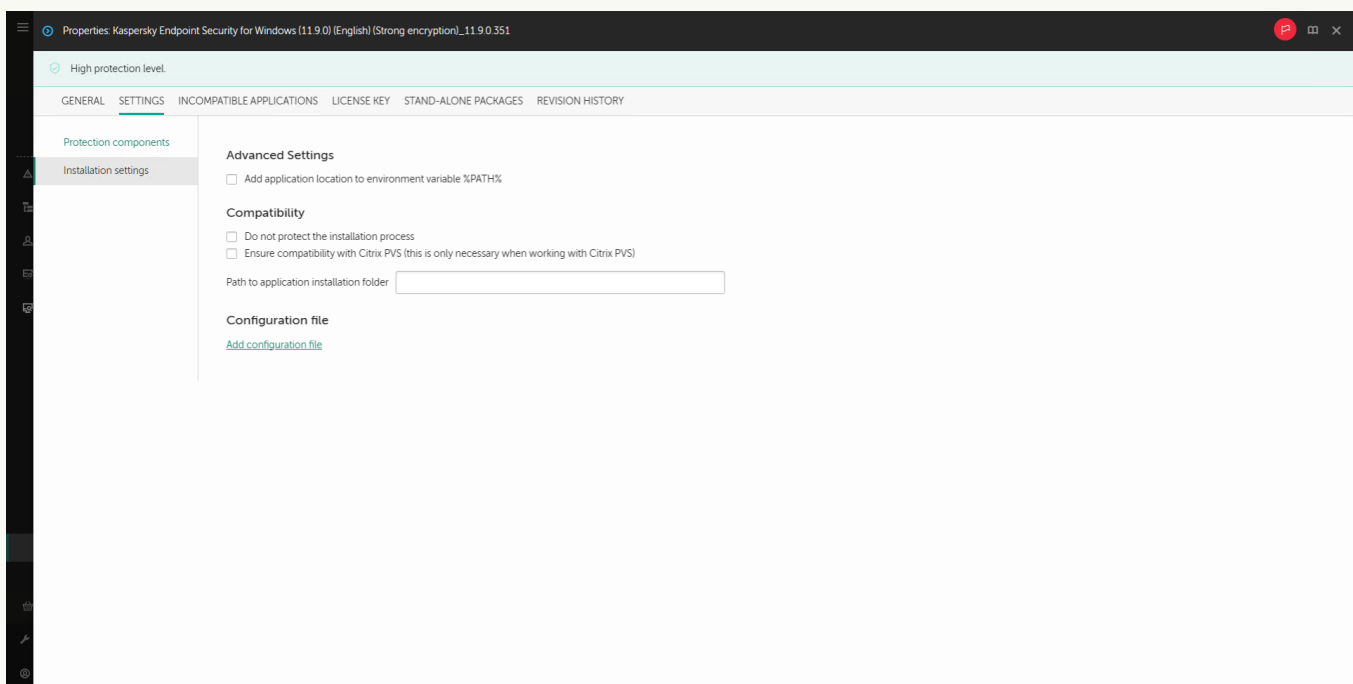 Properties: Kaspersky Endpoint Security for Windows (11.9.0) (English) (Strong encryption)_11.9.0.351
High protection level.
GENERAL SETTINGS INCOMPATIBLE APPLICATIONS LICENSE KEY STAND-ALONE PACKAGES REVISION HISTORY
Protection components
Installation settings
Advanced Settings
Add application location to environment variable %PATH%
Compatibility
Do not protect the installation process
Ensure compatibility with Citrix PVS (this is only necessary when working with Citrix PVS)
Path to application installation folder
Configuration file
Add configuration file